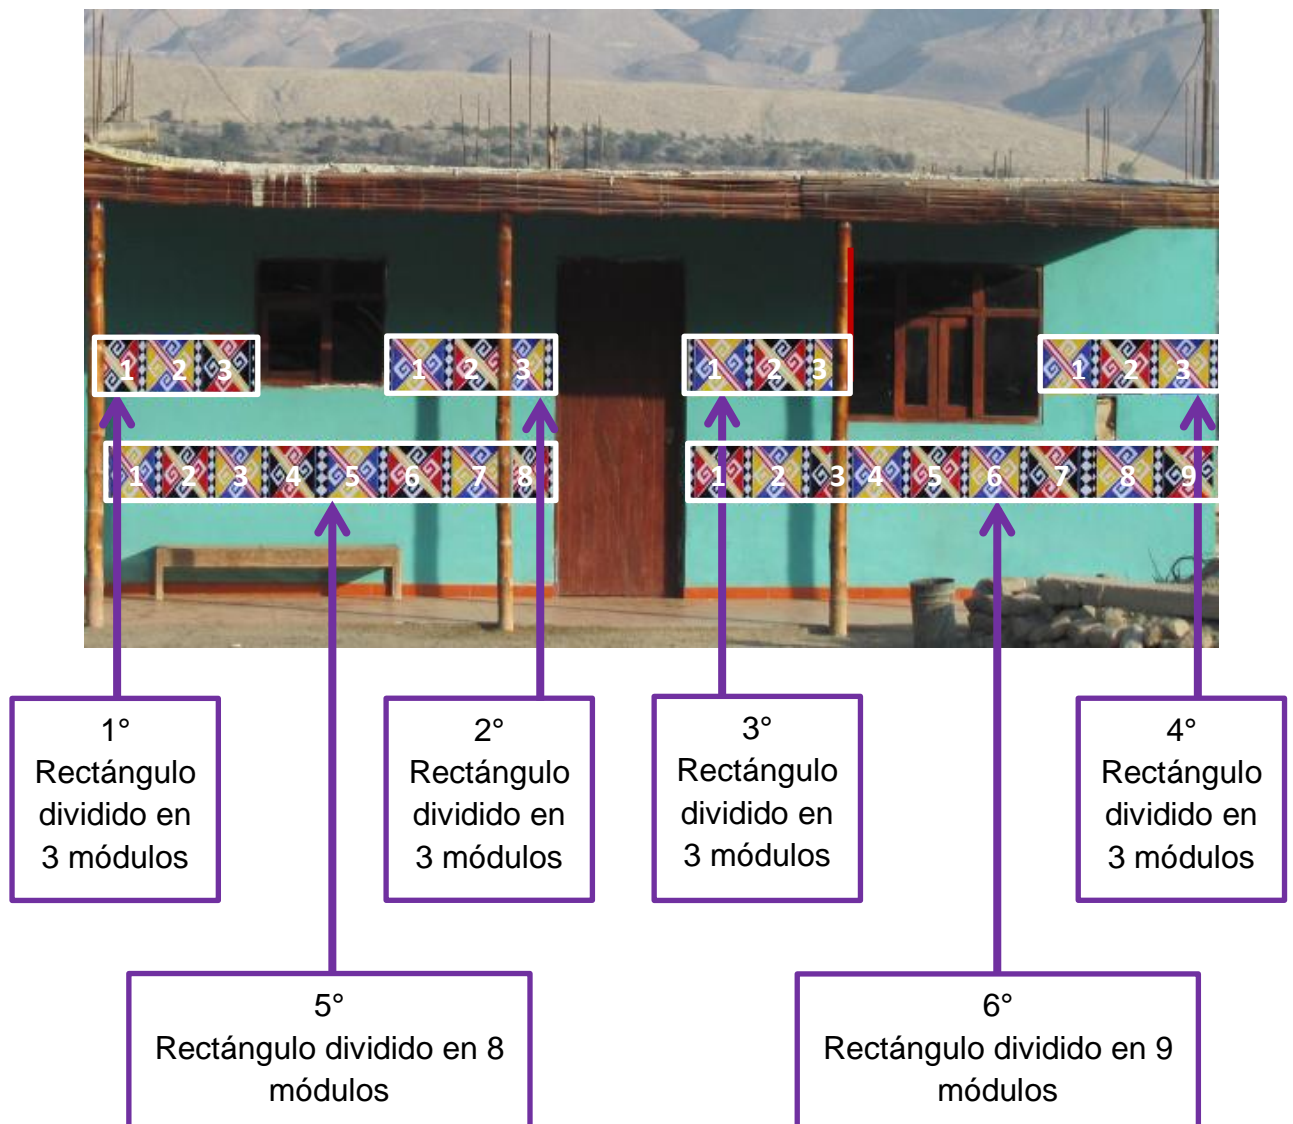 1 2 3
1 2 3
1 2 3
1 2 3
1 2 3 4 5 6 7 8
1 2 3 4 5 6 7 8 9
1°
Rectángulo
dividido en
3 módulos
2°
Rectángulo
dividido en
3 módulos
3°
Rectángulo
dividido en
3 módulos
4°
Rectángulo
dividido en
3 módulos
5°
Rectángulo dividido en 8
módulos
6°
Rectángulo dividido en 9
módulos